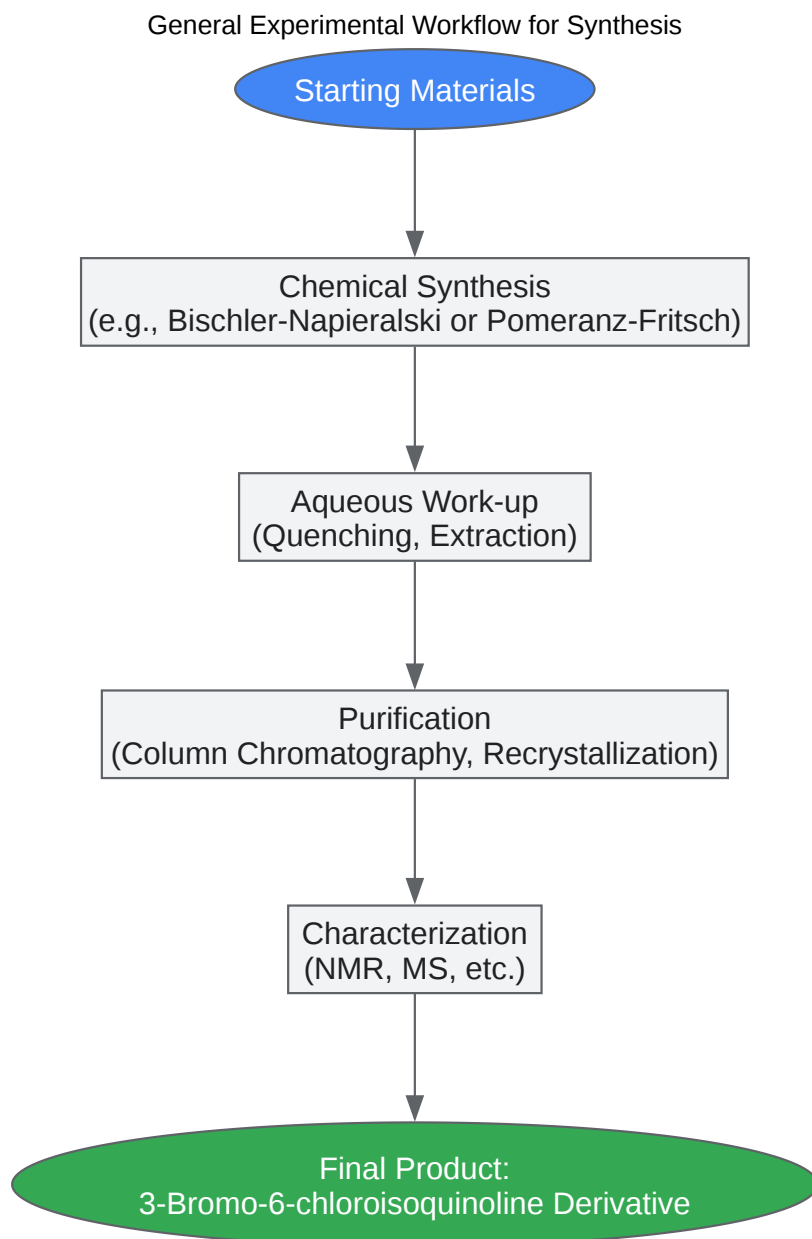 General Experimental Workflow for Synthesis
Starting Materials
Chemical Synthesis
(e.g., Bischler-Napieralski or Pomeranz-Fritsch)
Aqueous Work-up
(Quenching, Extraction)
Purification
(Column Chromatography, Recrystallization)
Characterization
(NMR, MS, etc.)
Final Product:
3-Bromo-6-chloroisoquinoline Derivative